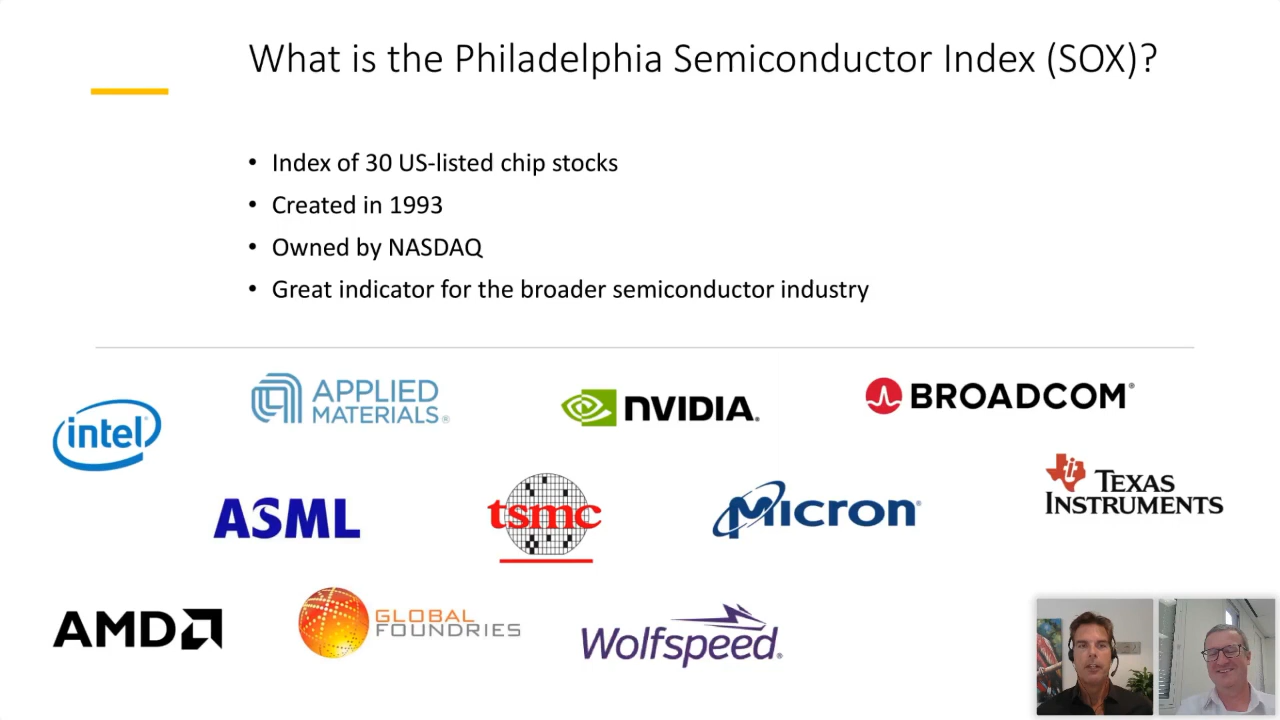 What is the Philadelphia Semiconductor Index (SOX)?
• Index of 30 US-listed chip stocks
• Created in 1993
• Owned by NASDAQ
• Great indicator for the broader semiconductor industry
intel®
APPLIED
MATERIALS®
NVIDIA.
BROADCOM®
ASML
tsmc
Micron®
TEXAS
INSTRUMENTS
AMD
GLOBAL
FOUNDRIES
Wolfspeed®